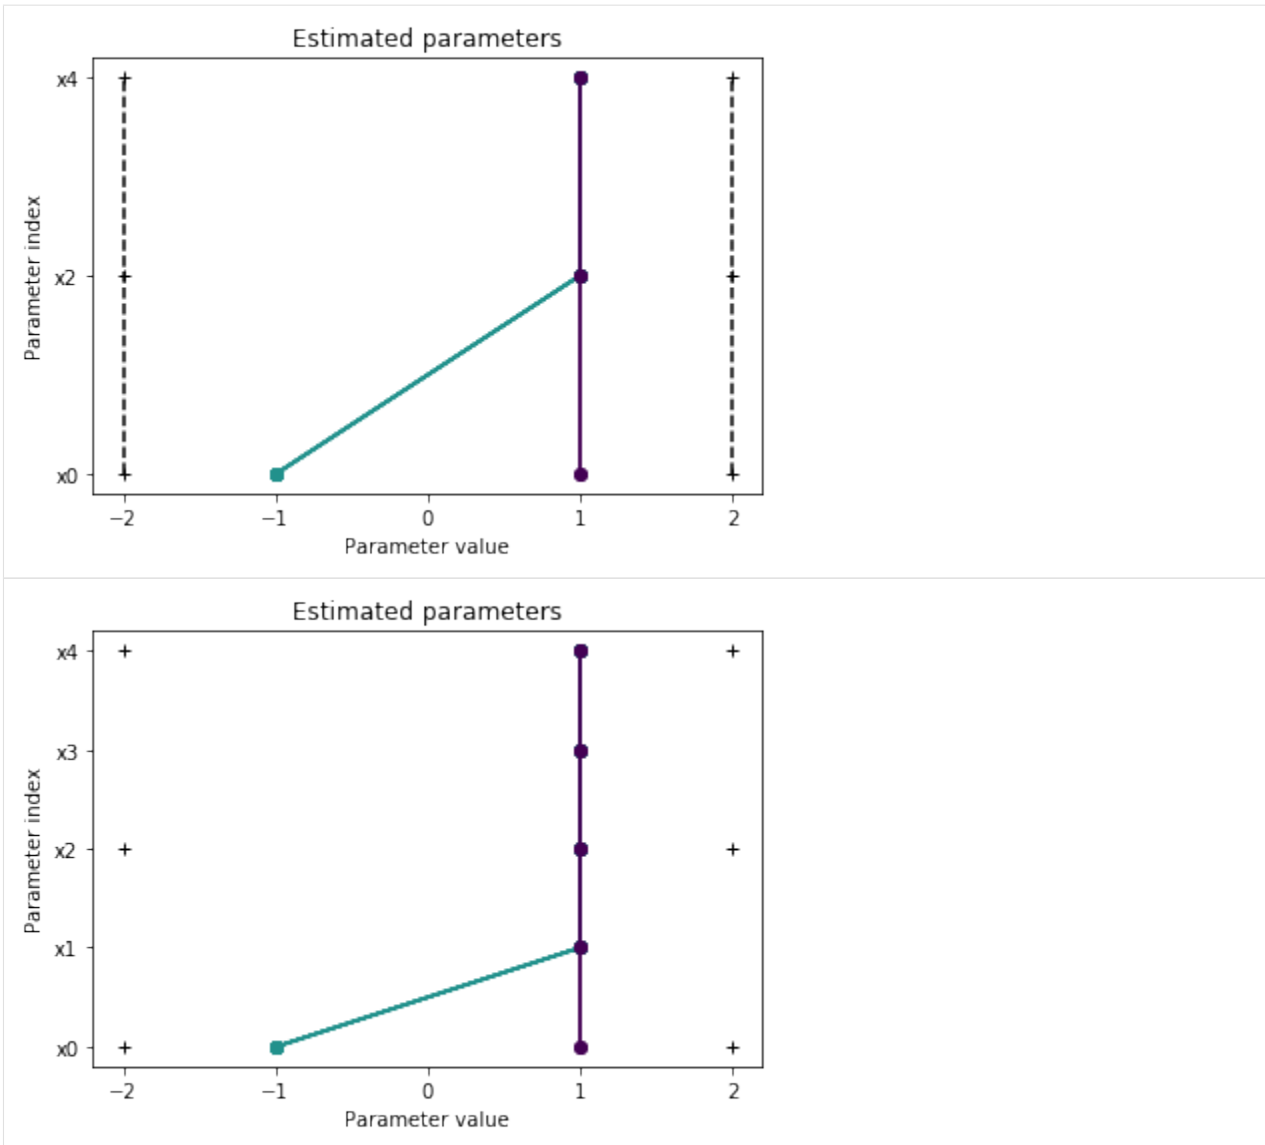 Estimated parameters
x4
x2
x0
Parameter index
−2 −1 0 1 2
Parameter value
Estimated parameters
x4
x3
x2
x1
x0
Parameter index
−2 −1 0 1 2
Parameter value